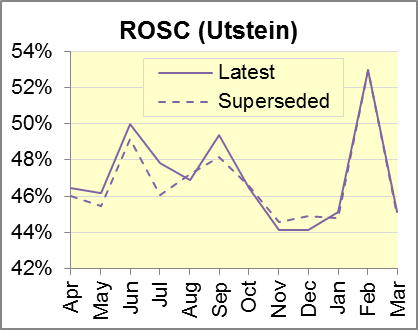 ROSC (Utstein)
54%
52%
50%
48%
46%
44%
42%
Latest
Superseded
Apr
May
Jun
Jul
Aug
Sep
Oct
Nov
Dec
Jan
Feb
Mar